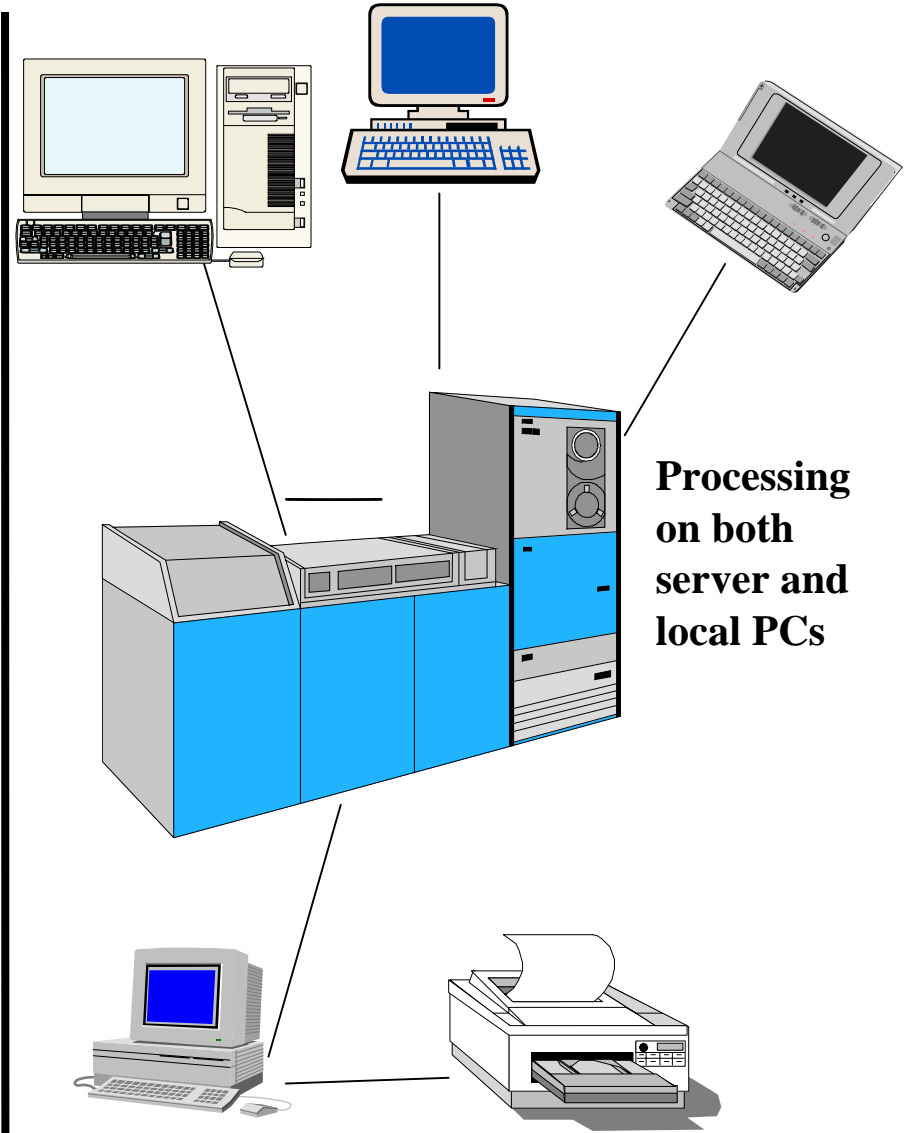 Processing
on both
server and
local PCs